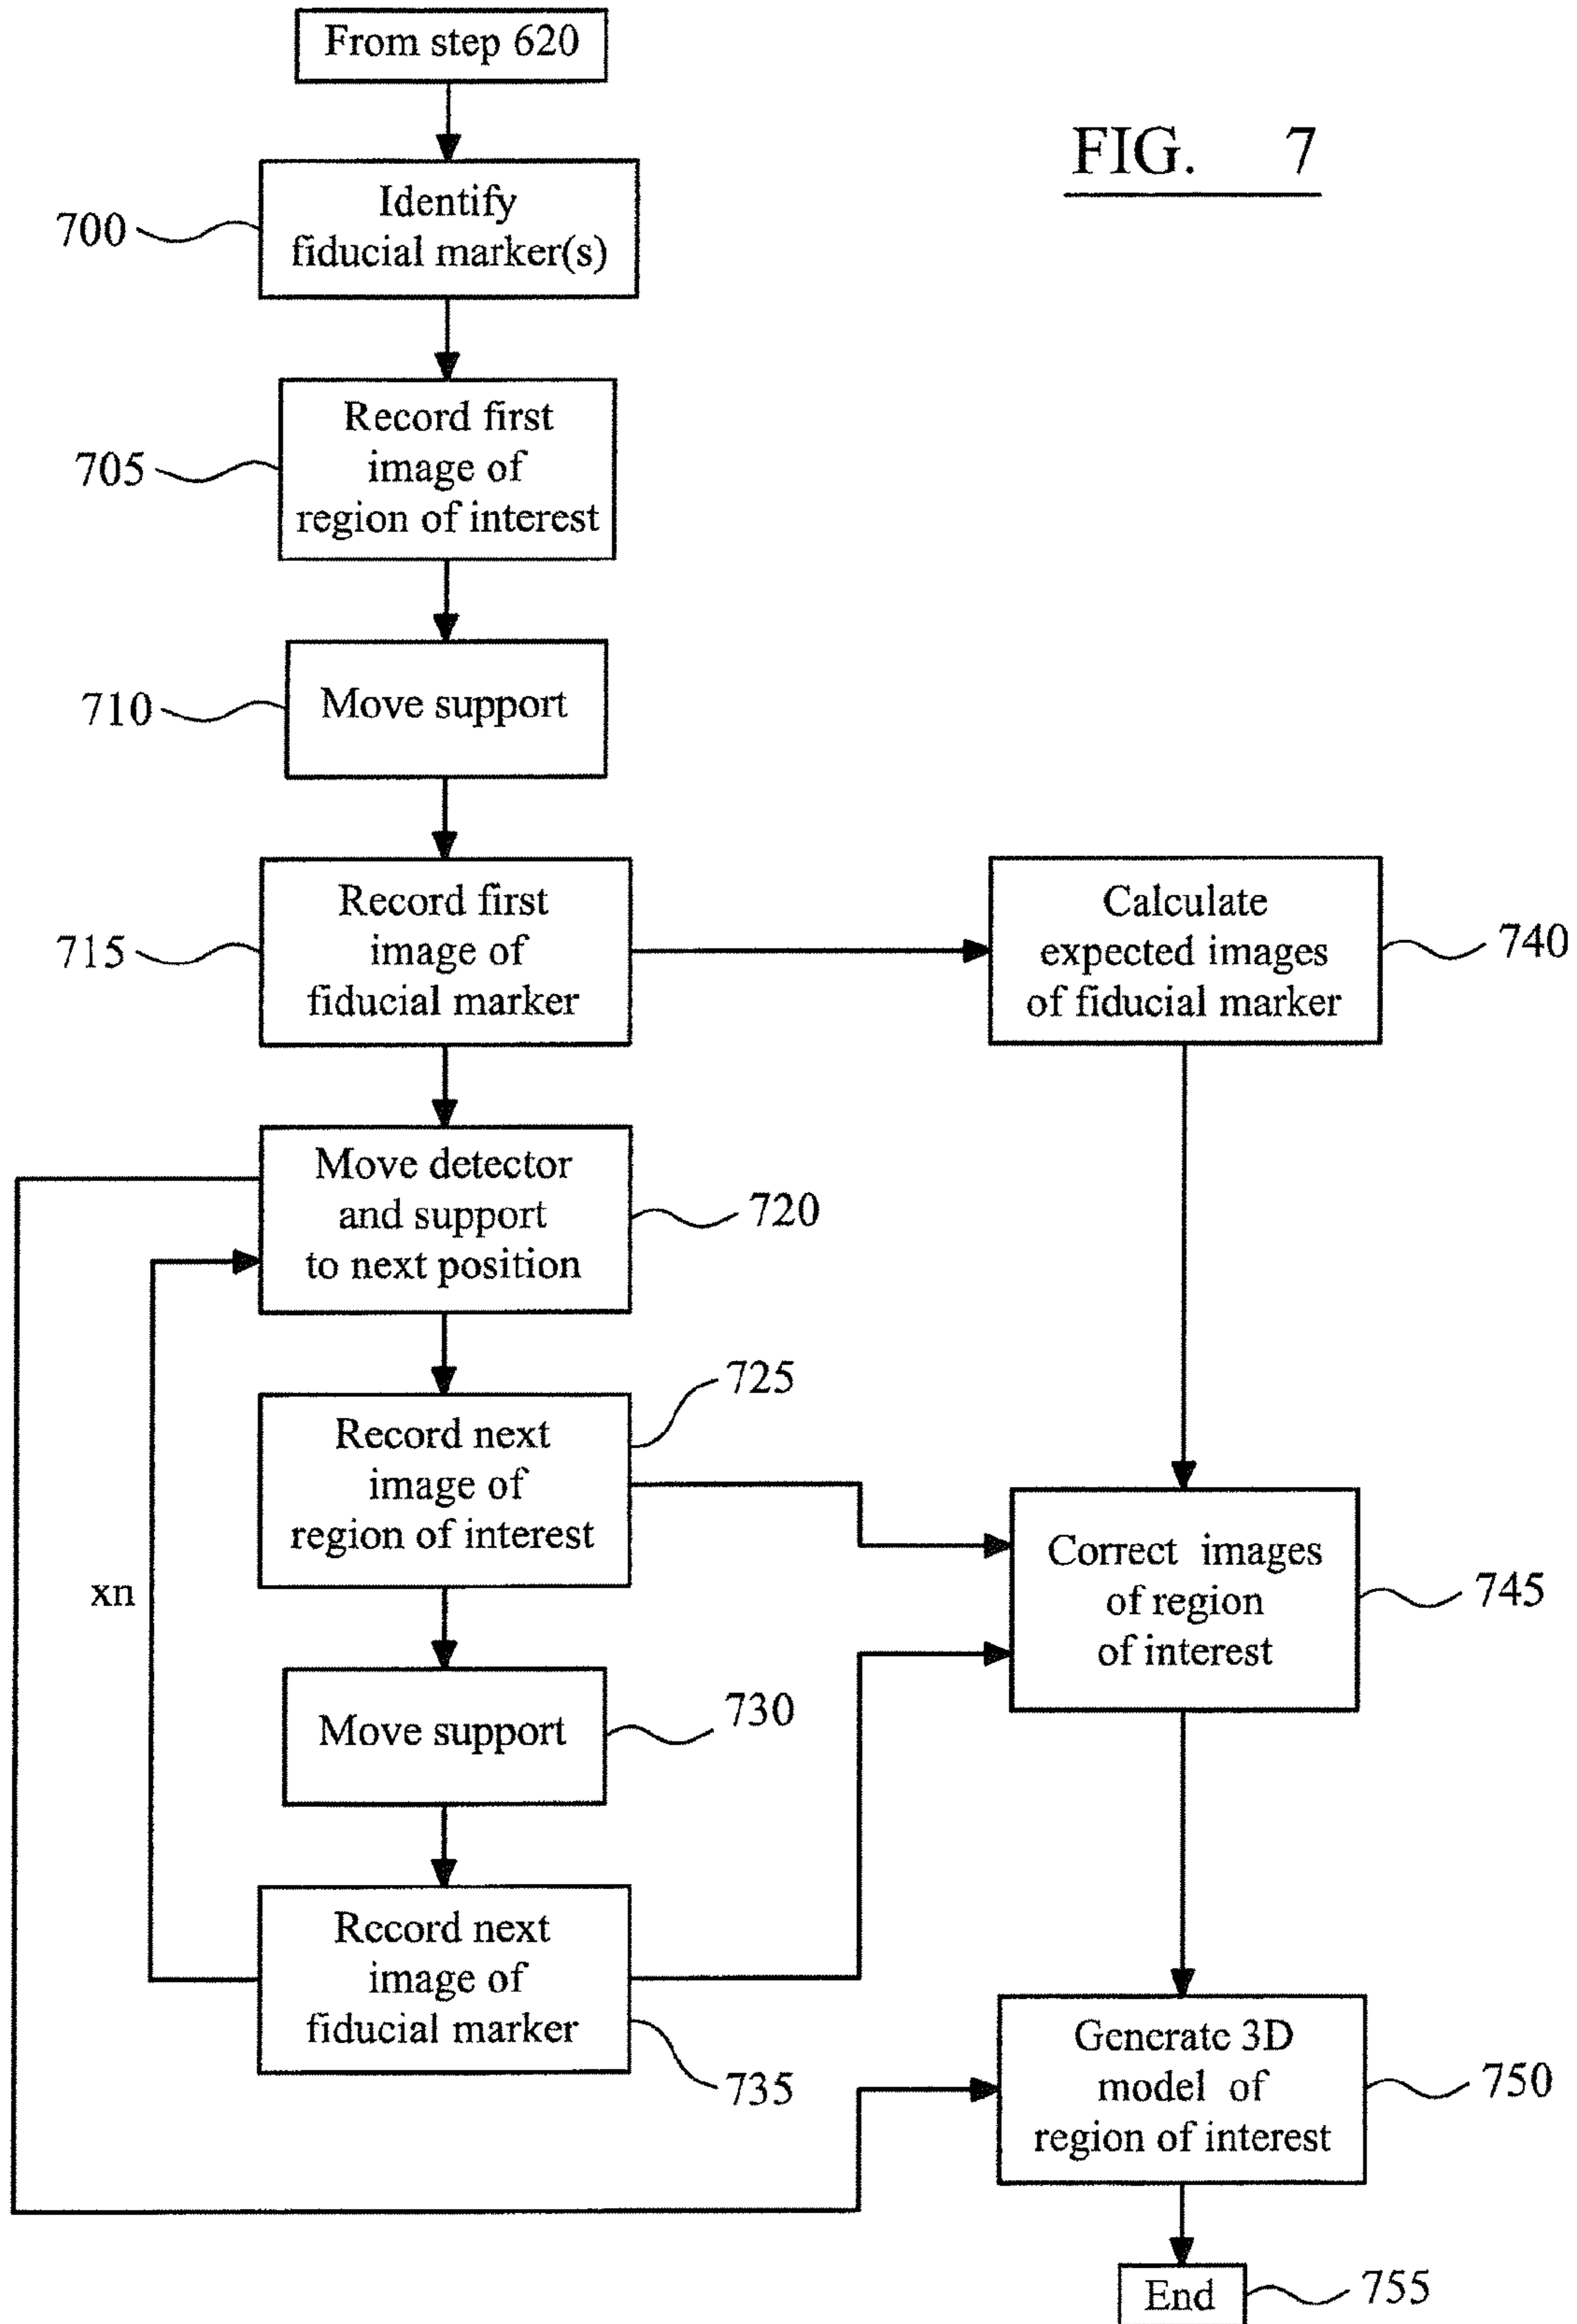 From step 620
FIG. 7
Identify
fiducial marker(s)
700
Record first
image of
region of interest
705
Move support
710
Record first
image of
fiducial marker
715
Calculate
expected images
of fiducial marker
740
Move detector
and support
to next position
720
Record next
image of
region of interest
725
xn
Correct images
of region
of interest
745
Move support
730
Record next
image of
fiducial marker
735
Generate 3D
model of
region of interest
750
End
755